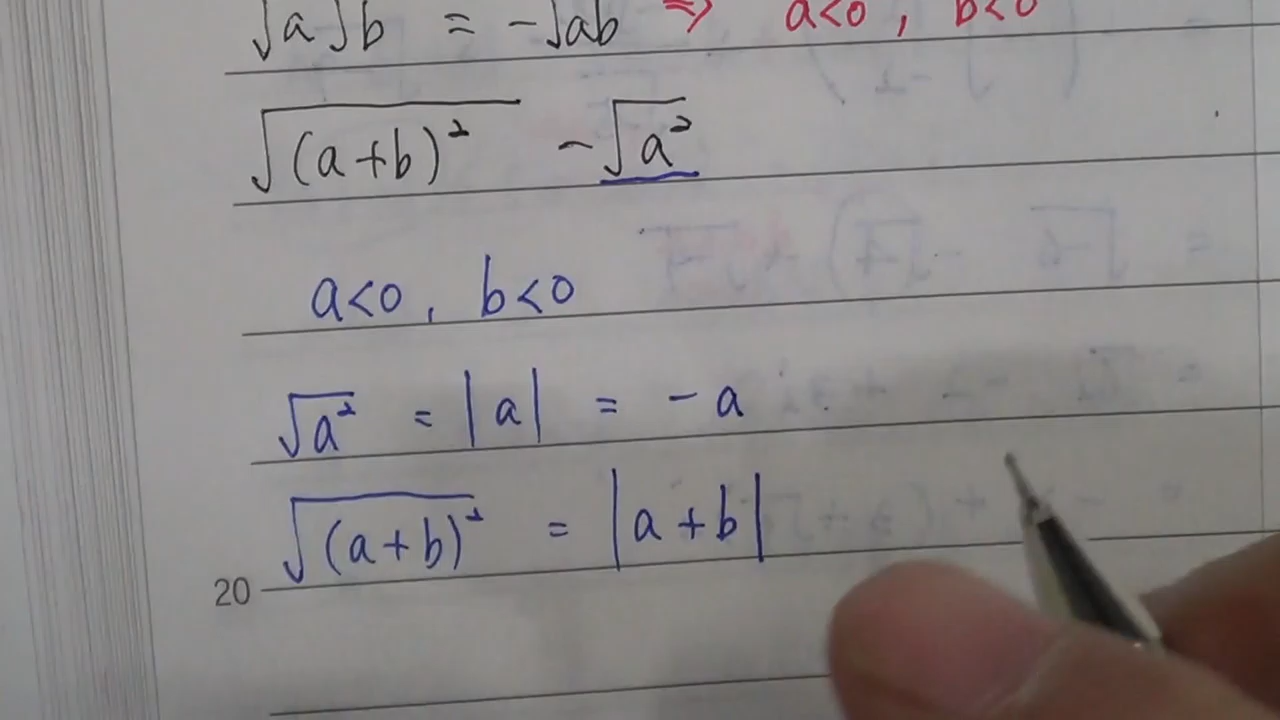 √a √b = -√ab ⇒ a<0, b<0
√(a+b)² -√a²
a<0, b<0
√a² = |a| = -a
√(a+b)² = |a+b|
20